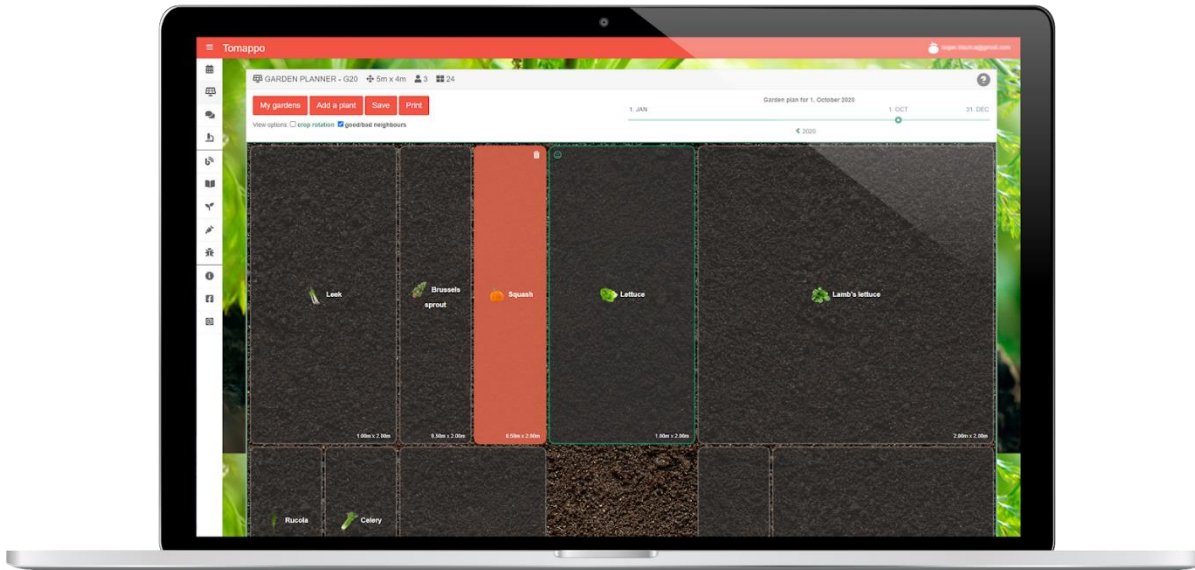 Tomappo
GARDEN PLANNER - G20 5m x 4m 3 24
My gardens Add a plant Save Print
Garden plan for 1. October 2020
1. JAN 1. OCT 31. DEC
View options: crop rotation good/bad neighbours
2020
Leek
Brussels
sprout
Squash
Lettuce
Lamb's lettuce
1.00m x 2.00m
0.50m x 2.00m
0.50m x 2.00m
1.00m x 2.00m
2.00m x 2.00m
Rucola
Celery